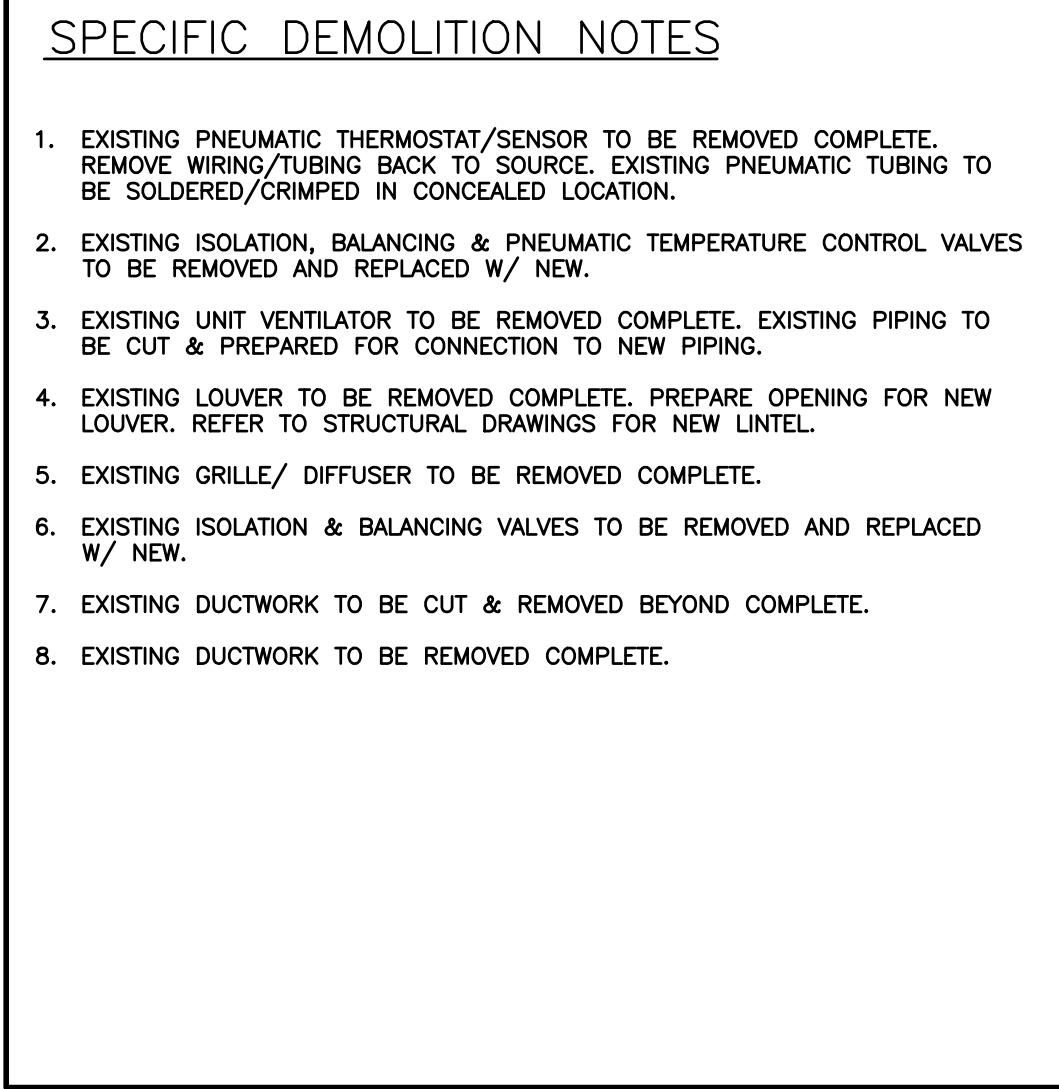 SPECIFIC DEMOLITION NOTES
1. EXISTING PNEUMATIC THERMOSTAT/SENSOR TO BE REMOVED COMPLETE.
REMOVE WIRING/TUBING BACK TO SOURCE. EXISTING PNEUMATIC TUBING TO
BE SOLDERED/CRIMPED IN CONCEALED LOCATION.
2. EXISTING ISOLATION, BALANCING & PNEUMATIC TEMPERATURE CONTROL VALVES
TO BE REMOVED AND REPLACED W/ NEW.
3. EXISTING UNIT VENTILATOR TO BE REMOVED COMPLETE. EXISTING PIPING TO
BE CUT & PREPARED FOR CONNECTION TO NEW PIPING.
4. EXISTING LOUVER TO BE REMOVED COMPLETE. PREPARE OPENING FOR NEW
LOUVER. REFER TO STRUCTURAL DRAWINGS FOR NEW LINTEL.
5. EXISTING GRILLE/ DIFFUSER TO BE REMOVED COMPLETE.
6. EXISTING ISOLATION & BALANCING VALVES TO BE REMOVED AND REPLACED
W/ NEW.
7. EXISTING DUCTWORK TO BE CUT & REMOVED BEYOND COMPLETE.
8. EXISTING DUCTWORK TO BE REMOVED COMPLETE.